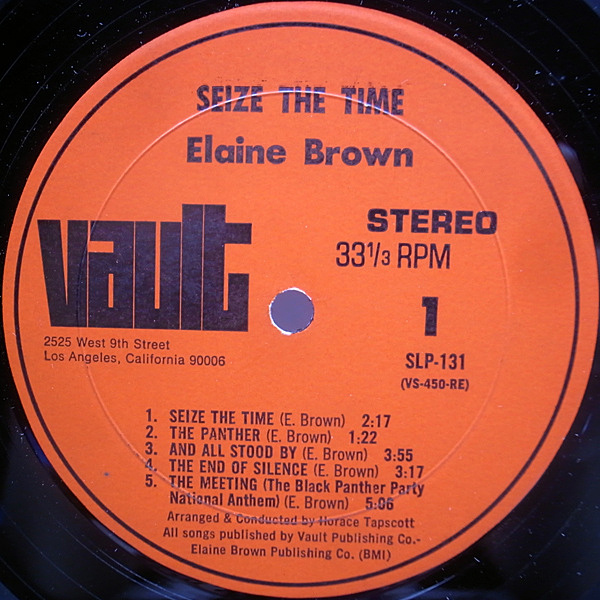 SEIZE THE TIME
Elaine Brown
vault
STEREO
33 1/3 RPM
2525 West 9th Street
Los Angeles, California 90006
1
SLP-131
(VS-450-RE)
1. SEIZE THE TIME (E. Brown) 2:17
2. THE PANTHER (E. Brown) 1:22
3. AND ALL STOOD BY (E. Brown) 3:55
4. THE END OF SILENCE (E. Brown) 3:17
5. THE MEETING (The Black Panther Party
National Anthem) (E. Brown) 5:06
Arranged & Conducted by Horace Tapscott
All songs published by Vault Publishing Co.-
Elaine Brown Publishing Co. (BMI)